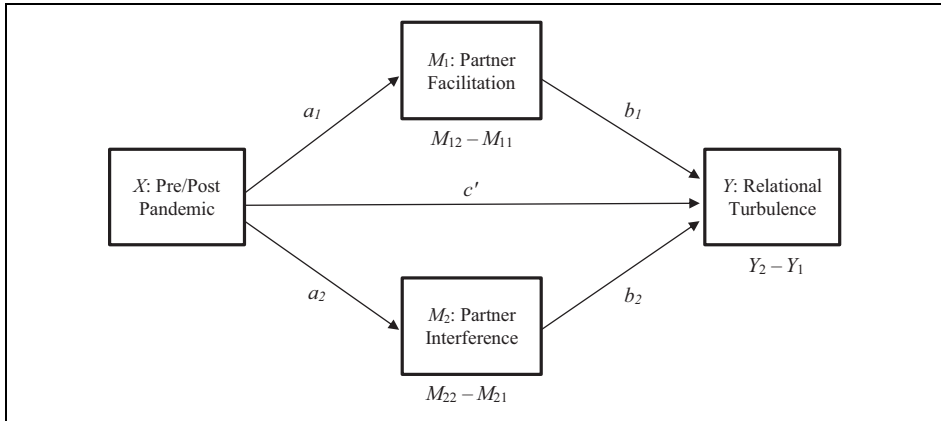 M₁: Partner
Facilitation
a₁
b₁
M₁₂ – M₁₁
X: Pre/Post
Pandemic
c′
Y: Relational
Turbulence
Y₂ – Y₁
a₂
b₂
M₂: Partner
Interference
M₂₂ – M₂₁